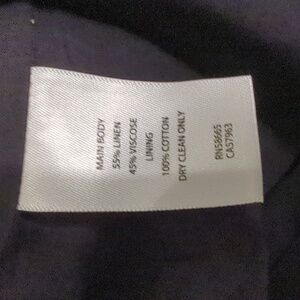 MAIN BODY
55% LINEN
45% VISCOSE
LINING
100% COTTON
DRY CLEAN ONLY
RN58665
CA57963